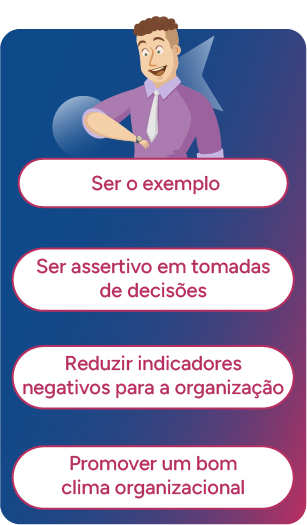 Ser o exemplo
Ser assertivo em tomadas
de decisões
Reduzir indicadores
negativos para a organização
Promover um bom
clima organizacional